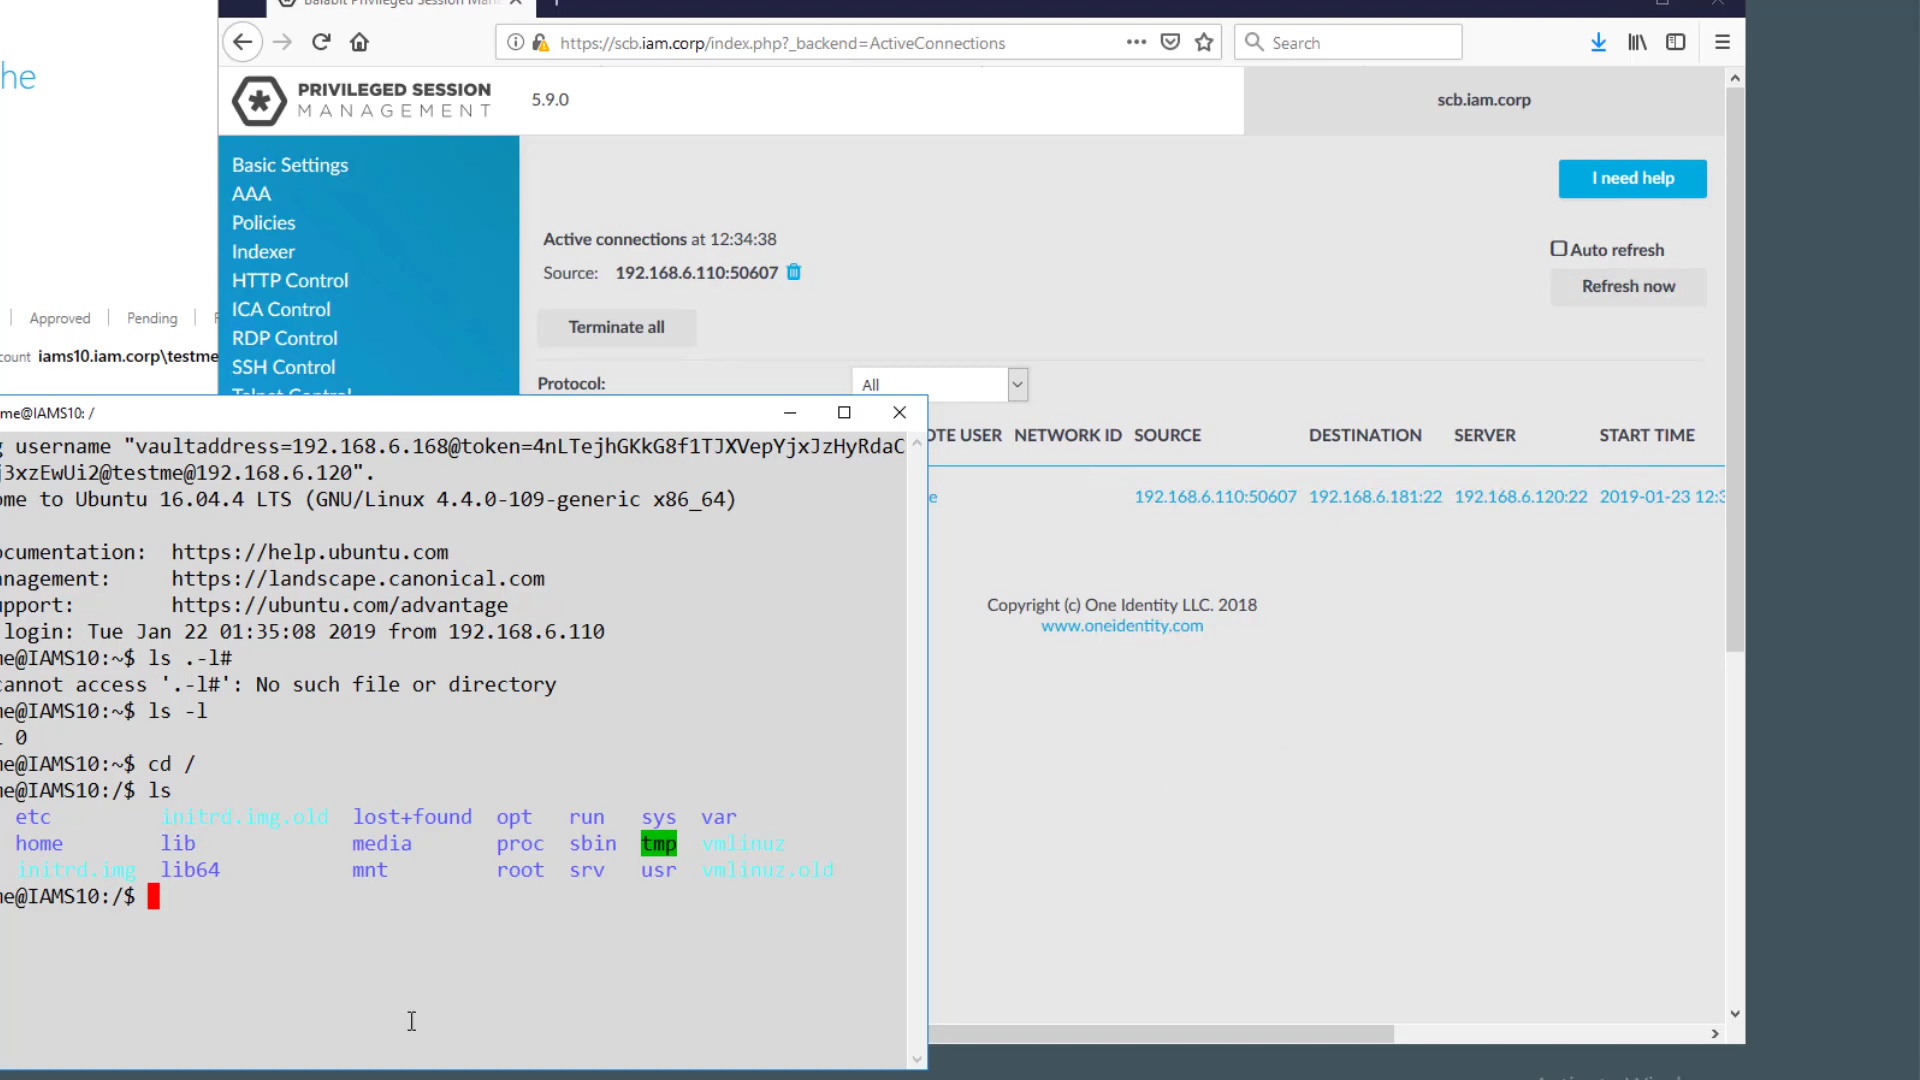 he
Approved
Pending
count iams10.iam.corp\testme
https://scb.iam.corp/index.php?_backend=ActiveConnections
Search
PRIVILEGED SESSION
MANAGEMENT
5.9.0
scb.iam.corp
Basic Settings
AAA
Policies
Indexer
HTTP Control
ICA Control
RDP Control
SSH Control
I need help
Active connections at 12:34:38
Source: 192.168.6.110:50607
Auto refresh
Refresh now
Terminate all
Protocol:
All
OTE USER NETWORK ID SOURCE DESTINATION SERVER START TIME
e 192.168.6.110:50607 192.168.6.181:22 192.168.6.120:22 2019-01-23 12:3
Copyright (c) One Identity LLC. 2018
www.oneidentity.com
me@IAMS10: /
g username "vaultaddress=192.168.6.168@token=4nLTejhGKkG8f1TJXVepYjxJzHyRdaC
j3xzEwUi2@testme@192.168.6.120".
ome to Ubuntu 16.04.4 LTS (GNU/Linux 4.4.0-109-generic x86_64)
ocumentation: https://help.ubuntu.com
anagement: https://landscape.canonical.com
upport: https://ubuntu.com/advantage
login: Tue Jan 22 01:35:08 2019 from 192.168.6.110
me@IAMS10:~$ ls .-l#
cannot access '.-l#': No such file or directory
me@IAMS10:~$ ls -l
l 0
me@IAMS10:~$ cd /
me@IAMS10:/$ ls
etc initrd.img.old lost+found opt run sys var
home lib media proc sbin tmp vmlinuz
initrd.img lib64 mnt root srv usr vmlinuz.old
me@IAMS10:/$